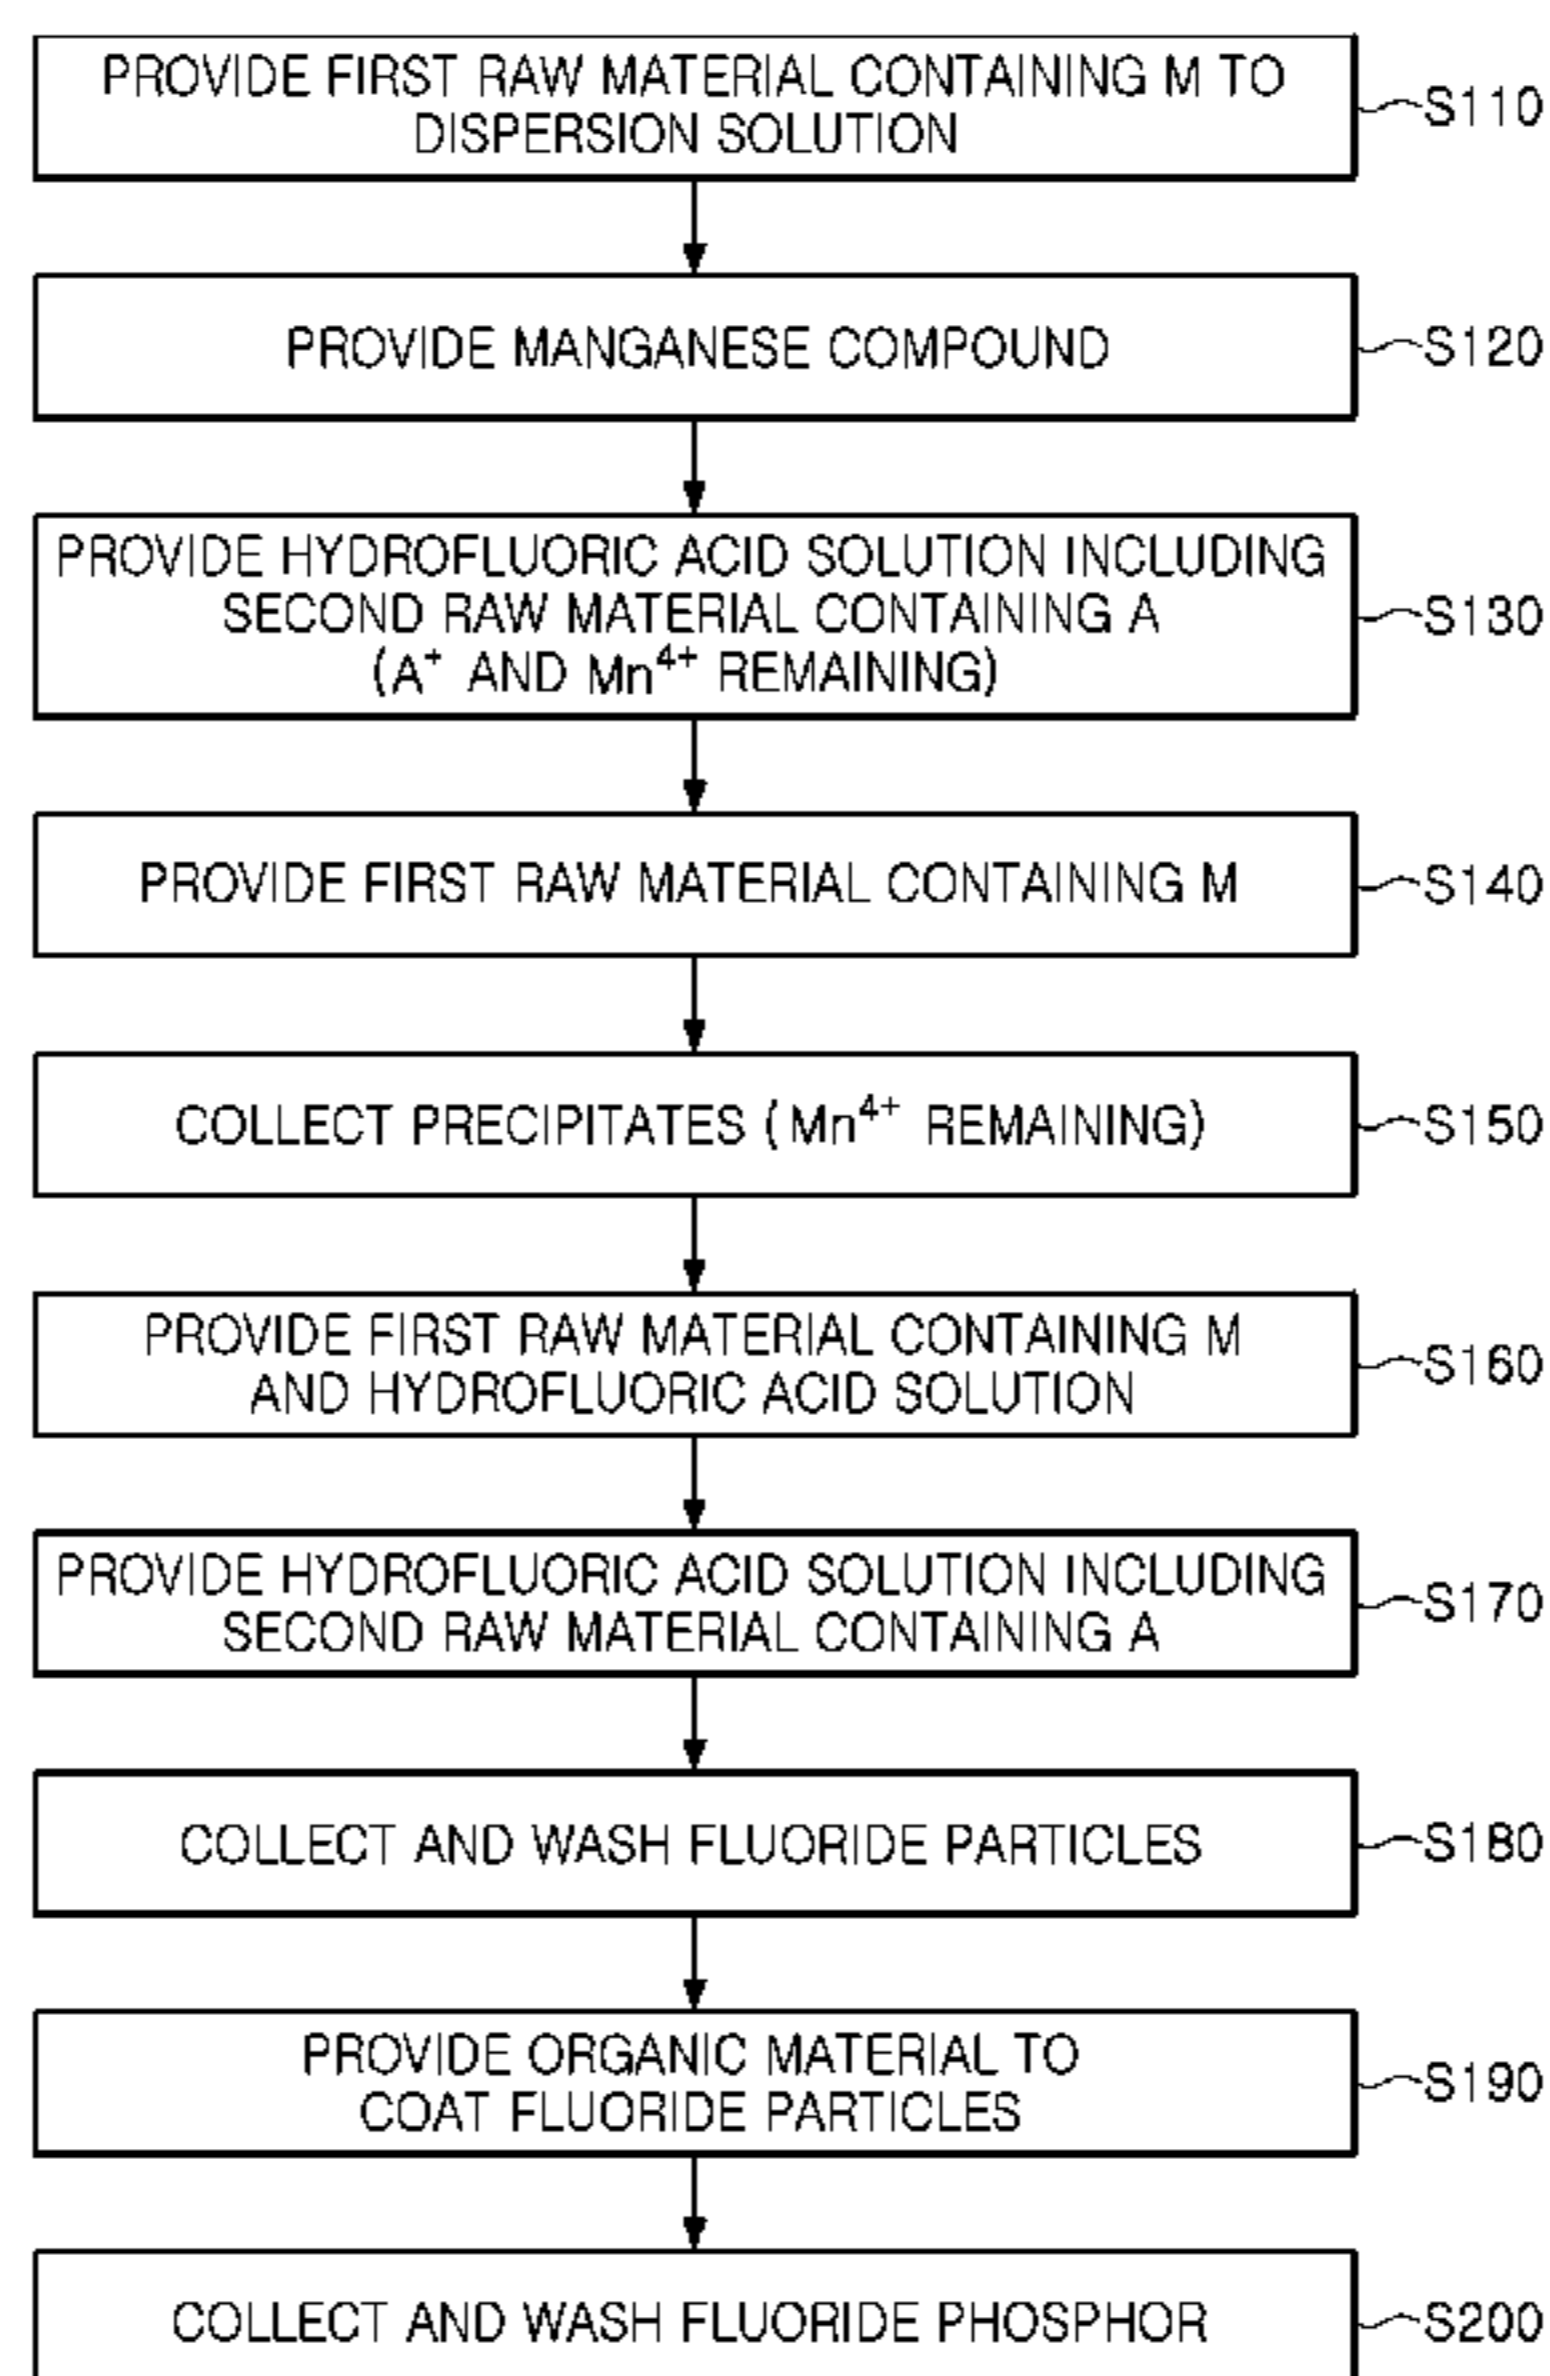 PROVIDE FIRST RAW MATERIAL CONTAINING M TO
DISPERSION SOLUTION
S110
PROVIDE MANGANESE COMPOUND
S120
PROVIDE HYDROFLUORIC ACID SOLUTION INCLUDING
SECOND RAW MATERIAL CONTAINING A
(A⁺ AND Mn⁴⁺ REMAINING)
S130
PROVIDE FIRST RAW MATERIAL CONTAINING M
S140
COLLECT PRECIPITATES (Mn⁴⁺ REMAINING)
S150
PROVIDE FIRST RAW MATERIAL CONTAINING M
AND HYDROFLUORIC ACID SOLUTION
S160
PROVIDE HYDROFLUORIC ACID SOLUTION INCLUDING
SECOND RAW MATERIAL CONTAINING A
S170
COLLECT AND WASH FLUORIDE PARTICLES
S180
PROVIDE ORGANIC MATERIAL TO
COAT FLUORIDE PARTICLES
S190
COLLECT AND WASH FLUORIDE PHOSPHOR
S200